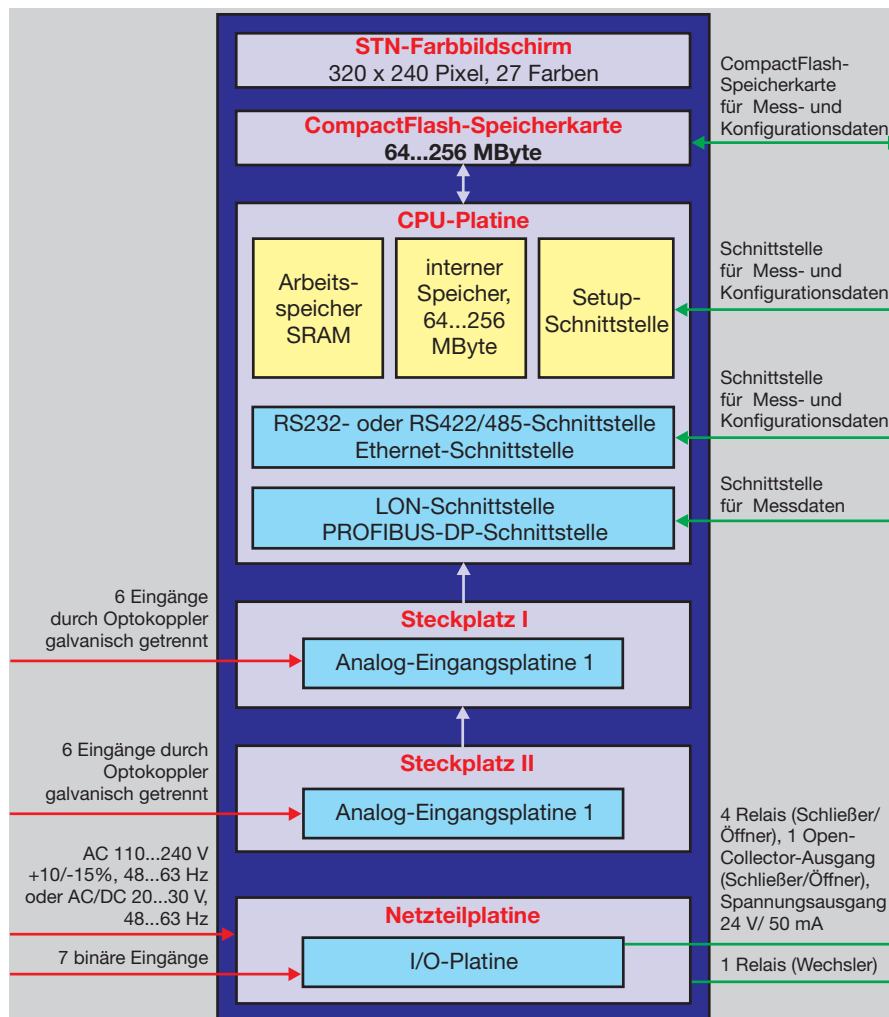 STN-Farbbildschirm
320 x 240 Pixel, 27 Farben
CompactFlash-
Speicherkarte
für Mess- und
Konfigurationsdaten
CompactFlash-Speicherkarte
64...256 MByte
CPU-Platine
Arbeits-
speicher
SRAM
interner
Speicher,
64...256
MByte
Setup-
Schnittstelle
Schnittstelle
für Mess- und
Konfigurationsdaten
RS232- oder RS422/485-Schnittstelle
Ethernet-Schnittstelle
Schnittstelle
für Mess- und
Konfigurationsdaten
LON-Schnittstelle
PROFIBUS-DP-Schnittstelle
Schnittstelle
für Messdaten
6 Eingänge
durch Optokoppler
galvanisch getrennt
Steckplatz I
Analog-Eingangsplatine 1
6 Eingänge durch
Optokoppler
galvanisch getrennt
Steckplatz II
Analog-Eingangsplatine 1
AC 110...240 V
+10/-15%, 48...63 Hz
oder AC/DC 20...30 V,
48...63 Hz
7 binäre Eingänge
Netzteilplatine
I/O-Platine
4 Relais (Schließer/
Öffner), 1 Open-
Collector-Ausgang
(Schließer/Öffner),
Spannungsausgang
24 V/ 50 mA
1 Relais (Wechsler)